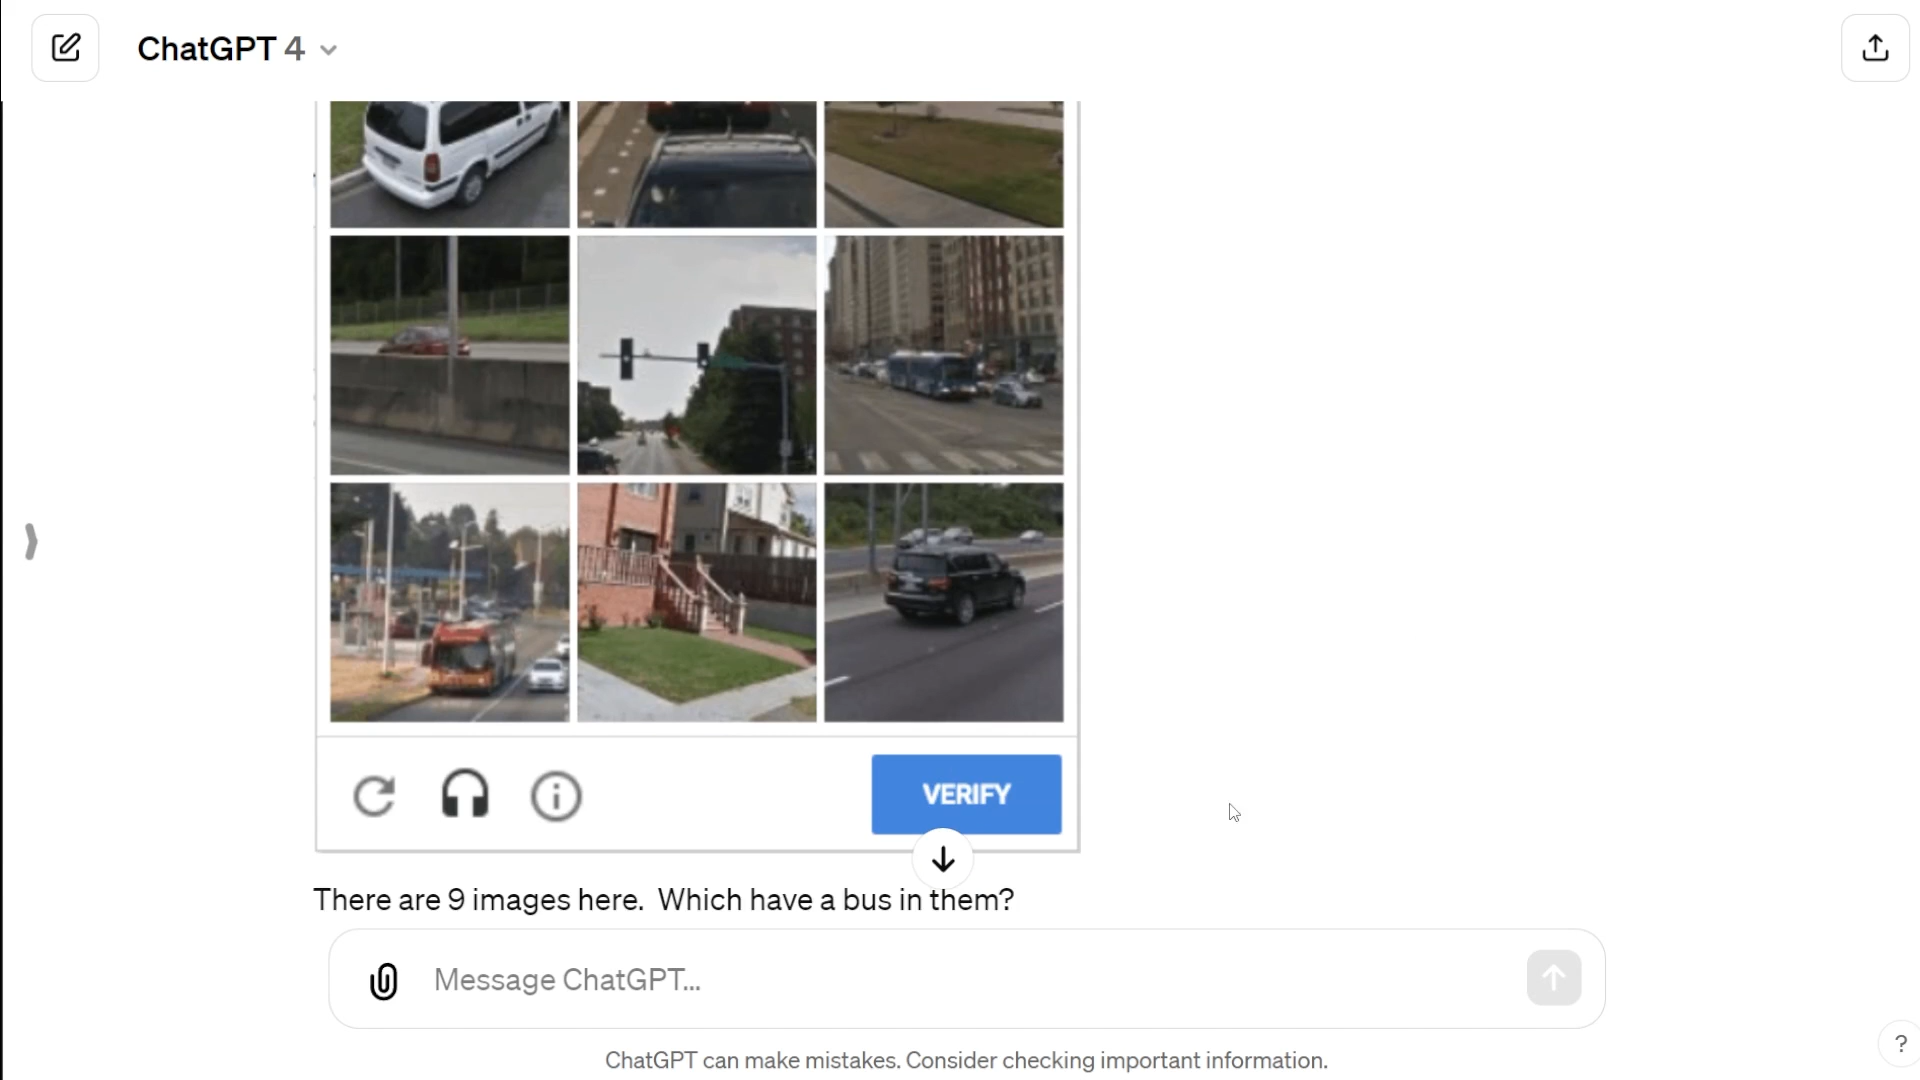 ChatGPT 4
VERIFY
There are 9 images here.  Which have a bus in them?
Message ChatGPT...
ChatGPT can make mistakes. Consider checking important information.
?